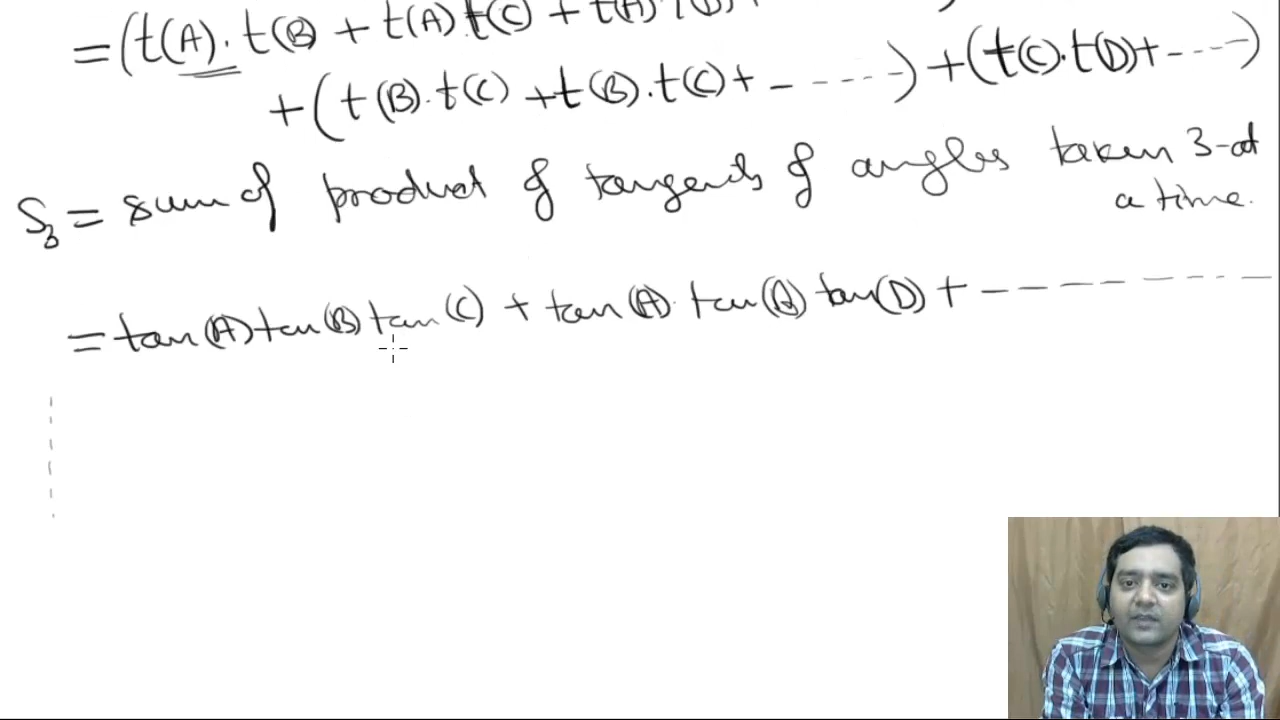 =(t(A).t(B) + t(A).t(C) + t(A)
+(t(B).t(C) +t(B).t(C)+ - ----) +(t(C).t(D)+----)
S3 = sum of product of tangents of angles taken 3-at
a time.
=tan(A)tan(B)tan(C) + tan(A).tan(B)tan(D) + ----------